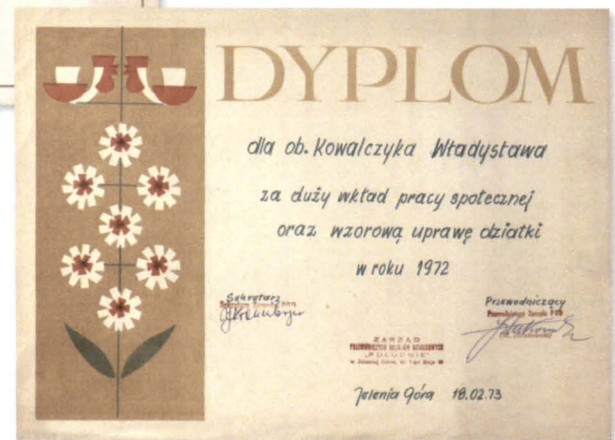 DYPLOM
dla ob. Kowalczyka Władysława
za duży wkład pracy społecznej
oraz wzorową uprawę działki
w roku 1972
Sekretarz
Przewodniczący
ZARZĄD
"POŁUDNIE"
Jelenia Góra 18.02.73